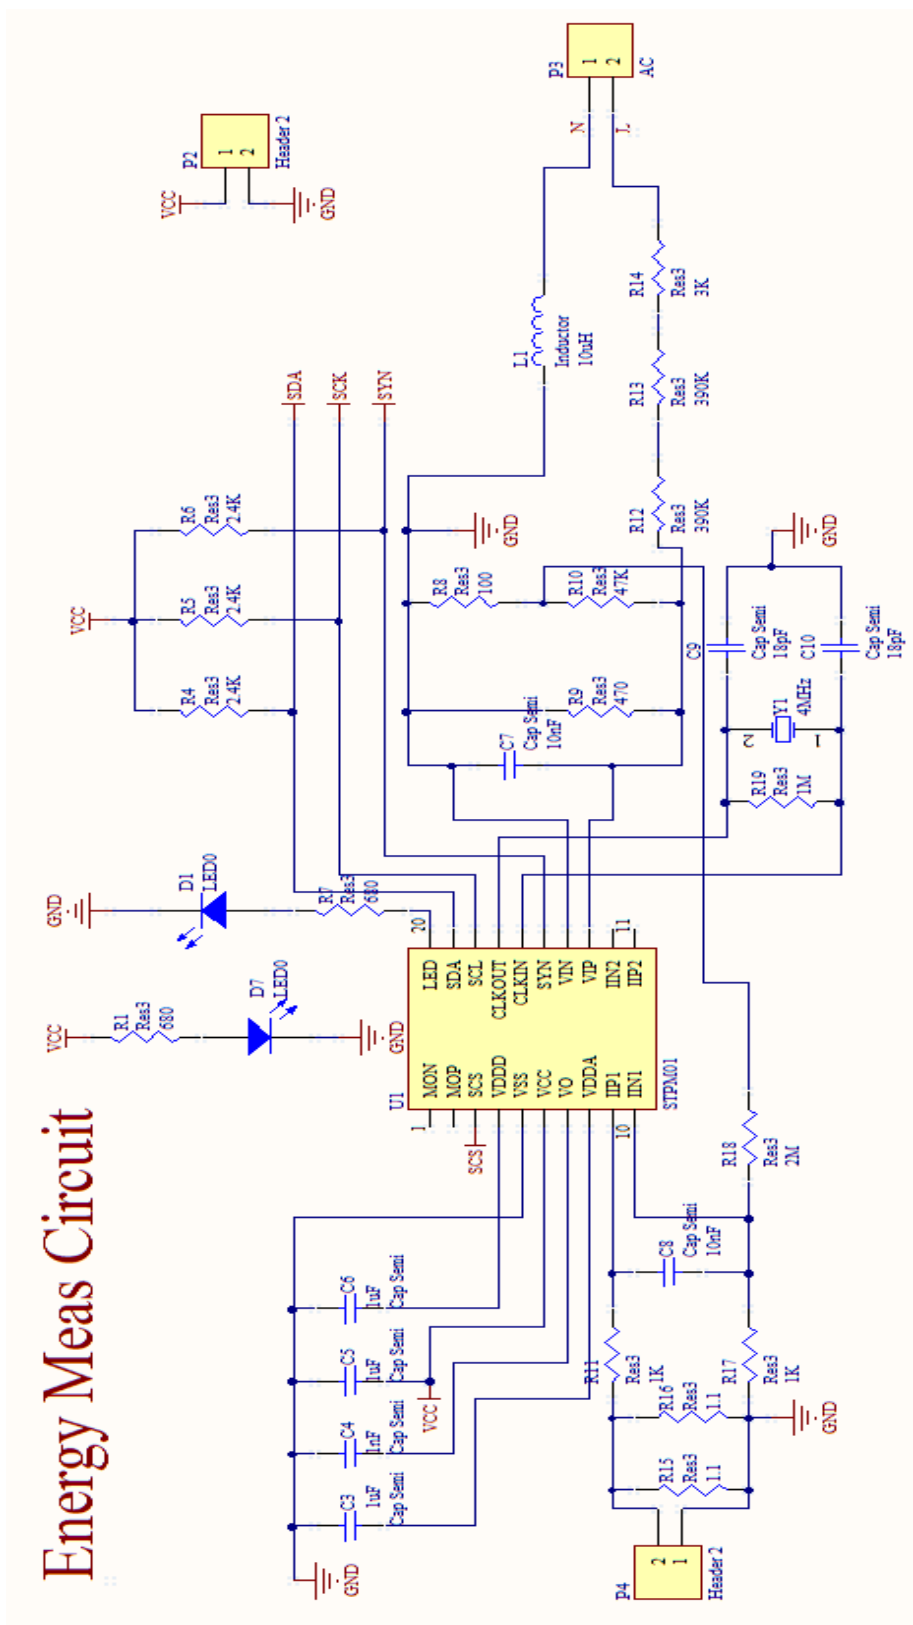 Energy Meas Circuit
P3
1
2
AC
N
L
P2
1
2
Header 2
VCC
GND
R14
Res3
3K
L1
Inductor
10uH
R13
Res3
390K
R12
Res3
390K
SDA
SCK
SYN
VCC
R6
Res3
2.4K
R5
Res3
2.4K
R4
Res3
2.4K
GND
R8
Res3
100
R10
Res3
47K
R9
Res3
470
C7
Cap Semi
10nF
GND
C9
Cap Semi
18pF
C10
Cap Semi
18pF
2
Y1
4MHz
1
R19
Res3
1M
GND
D1
LED0
R7
Res3
680
VCC
R1
Res3
680
D7
LED0
GND
20
11
U1
LED
SDA
SCL
CLKOUT
CLKIN
SYN
VIN
VIP
IIN2
IIP2
MON
MOP
SCS
VDDD
VSS
VCC
VO
VDDA
IIP1
IIN1
STPM01
1
10
SCS
R18
Res3
2M
C6
1uF
Cap Semi
C5
1uF
Cap Semi
C4
1nF
Cap Semi
C3
1uF
Cap Semi
VCC
GND
C8
Cap Semi
10nF
R11
Res3
1K
R17
Res3
1K
R16
Res3
1.1
R15
Res3
1.1
GND
P4
2
1
Header 2